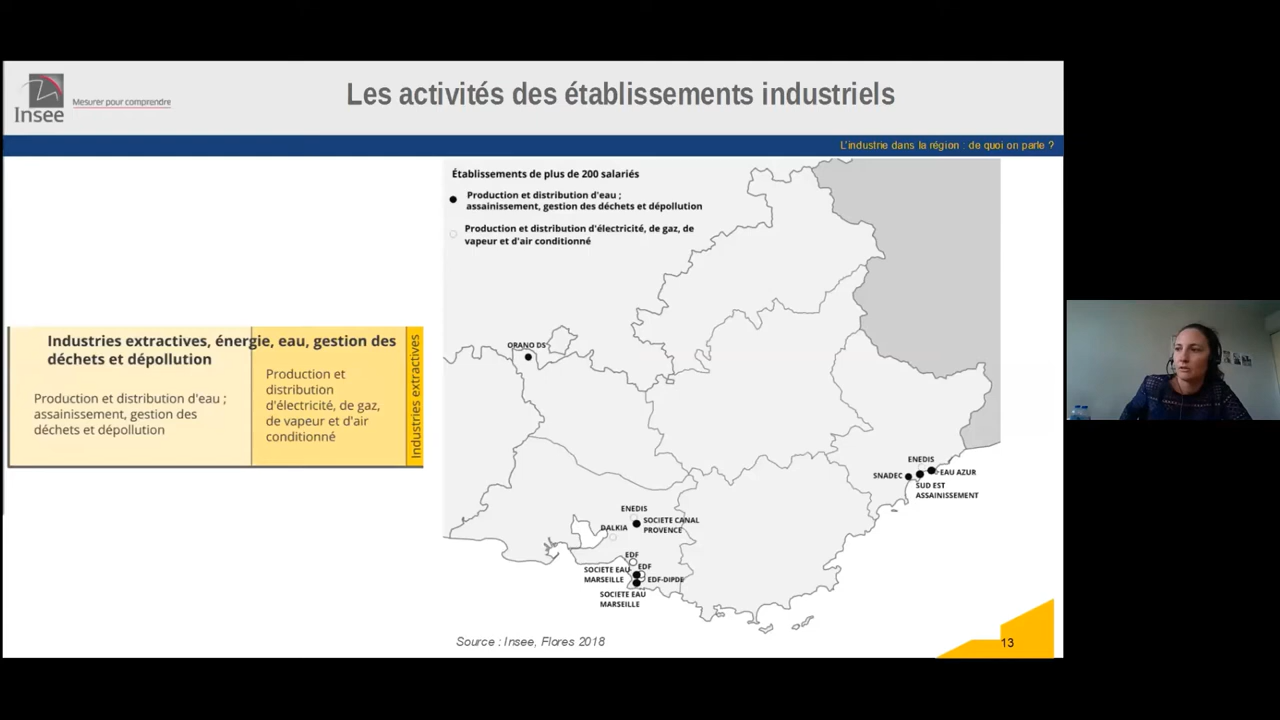 Insee
Mesurer pour comprendre
Les activités des établissements industriels
L'industrie dans la région : de quoi on parle ?
Industries extractives, énergie, eau, gestion des
déchets et dépollution
Production et distribution d'eau ;
assainissement, gestion des
déchets et dépollution
Production et
distribution
d'électricité, de gaz,
de vapeur et d'air
conditionné
Industries extractives
Établissements de plus de 200 salariés
Production et distribution d'eau ;
assainissement, gestion des déchets et dépollution
Production et distribution d'électricité, de gaz, de
vapeur et d'air conditionné
ORANO DS
ENEDIS
SNADEC
EAU AZUR
SUD EST
ASSAINISSEMENT
ENEDIS
SOCIETE CANAL
PROVENCE
DALKIA
EDF
EDF
SOCIETE EAU
MARSEILLE
EDF-DIPDE
SOCIETE EAU
MARSEILLE
Source : Insee, Flores 2018
13